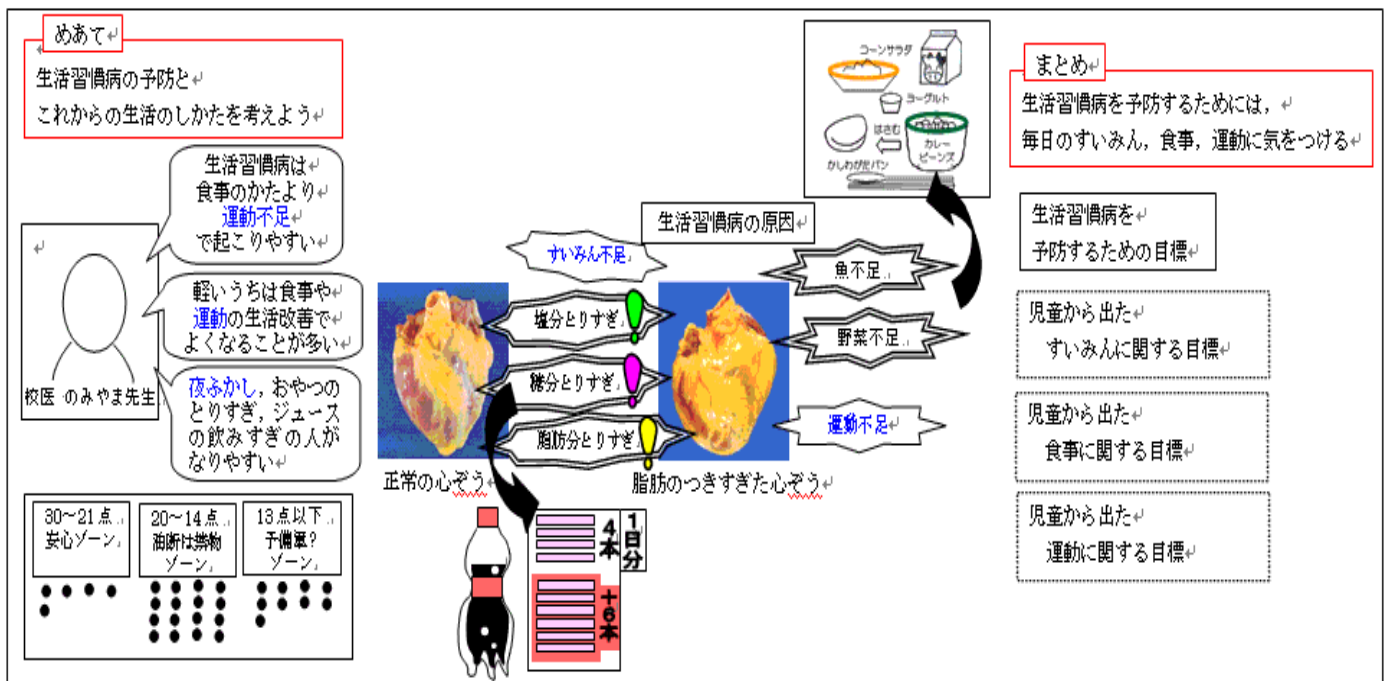 めあて
生活習慣病の予防と
これからの生活のしかたを考えよう
生活習慣病は
食事のかたより
運動不足
で起こりやすい
軽いうちは食事や
運動の生活改善で
よくなることが多い
夜ふかし，おやつの
とりすぎ，ジュース
の飲みすぎの人が
なりやすい
校医 のみやま先生
30～21点
安心ゾーン
20～14点
油断は禁物
ゾーン
13点以下
予備軍？
ゾーン
生活習慣病の原因
すいみん不足
塩分とりすぎ
糖分とりすぎ
脂肪分とりすぎ
魚不足
野菜不足
運動不足
正常の心ぞう
脂肪のつきすぎた心ぞう
1日分
4本
＋6本
コーンサラダ
ヨーグルト
はさむ
カレー
ビーンズ
かしわがたパン
まとめ
生活習慣病を予防するためには，
毎日のすいみん，食事，運動に気をつける
生活習慣病を
予防するための目標
児童から出た
すいみんに関する目標
児童から出た
食事に関する目標
児童から出た
運動に関する目標